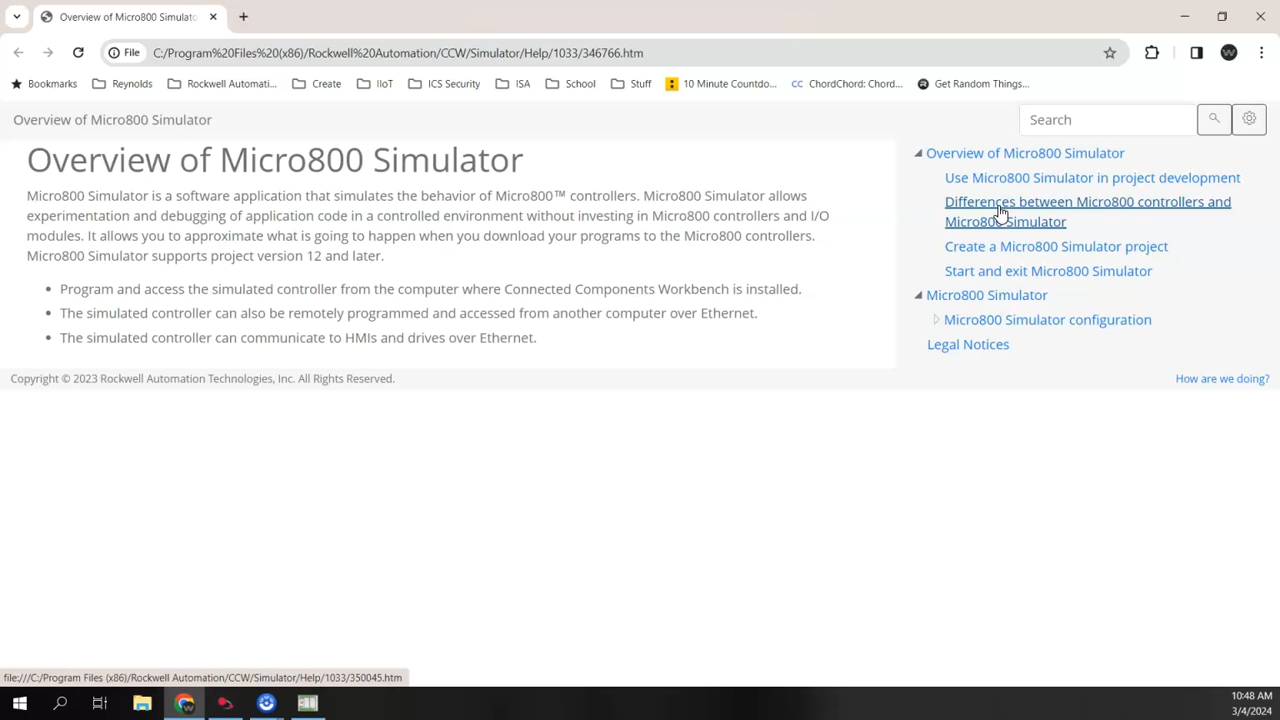 Overview of Micro800 Simulato
File
C:/Program%20Files%20(x86)/Rockwell%20Automation/CCW/Simulator/Help/1033/346766.htm
Bookmarks
Reynolds
Rockwell Automati...
Create
IIoT
ICS Security
ISA
School
Stuff
10 Minute Countdo...
CC ChordChord: Chord...
Get Random Things...
Overview of Micro800 Simulator
Search
Overview of Micro800 Simulator
Micro800 Simulator is a software application that simulates the behavior of Micro800™ controllers. Micro800 Simulator allows
experimentation and debugging of application code in a controlled environment without investing in Micro800 controllers and I/O
modules. It allows you to approximate what is going to happen when you download your programs to the Micro800 controllers.
Micro800 Simulator supports project version 12 and later.
• Program and access the simulated controller from the computer where Connected Components Workbench is installed.
• The simulated controller can also be remotely programmed and accessed from another computer over Ethernet.
• The simulated controller can communicate to HMIs and drives over Ethernet.
Overview of Micro800 Simulator
Use Micro800 Simulator in project development
Differences between Micro800 controllers and
Micro800 Simulator
Create a Micro800 Simulator project
Start and exit Micro800 Simulator
Micro800 Simulator
Micro800 Simulator configuration
Legal Notices
Copyright © 2023 Rockwell Automation Technologies, Inc. All Rights Reserved.
How are we doing?
file:///C:/Program Files (x86)/Rockwell Automation/CCW/Simulator/Help/1033/350045.htm
10:48 AM
3/4/2024